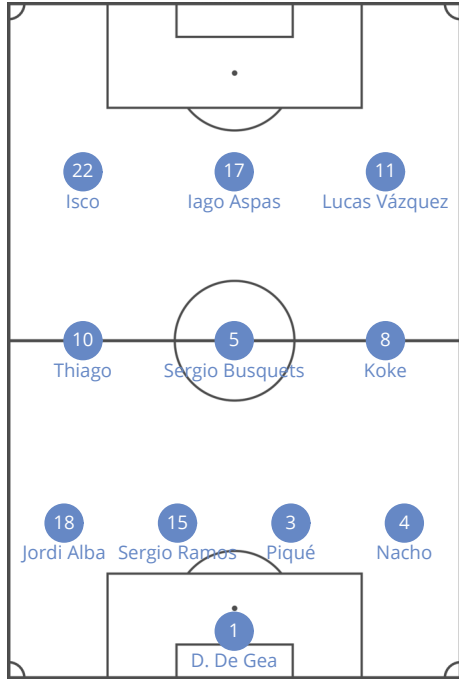 22 17 11
Isco Iago Aspas Lucas Vázquez
10 5 8
Thiago Sergio Busquets Koke
18 15 3 4
Jordi Alba Sergio Ramos Piqué Nacho
1
D. De Gea